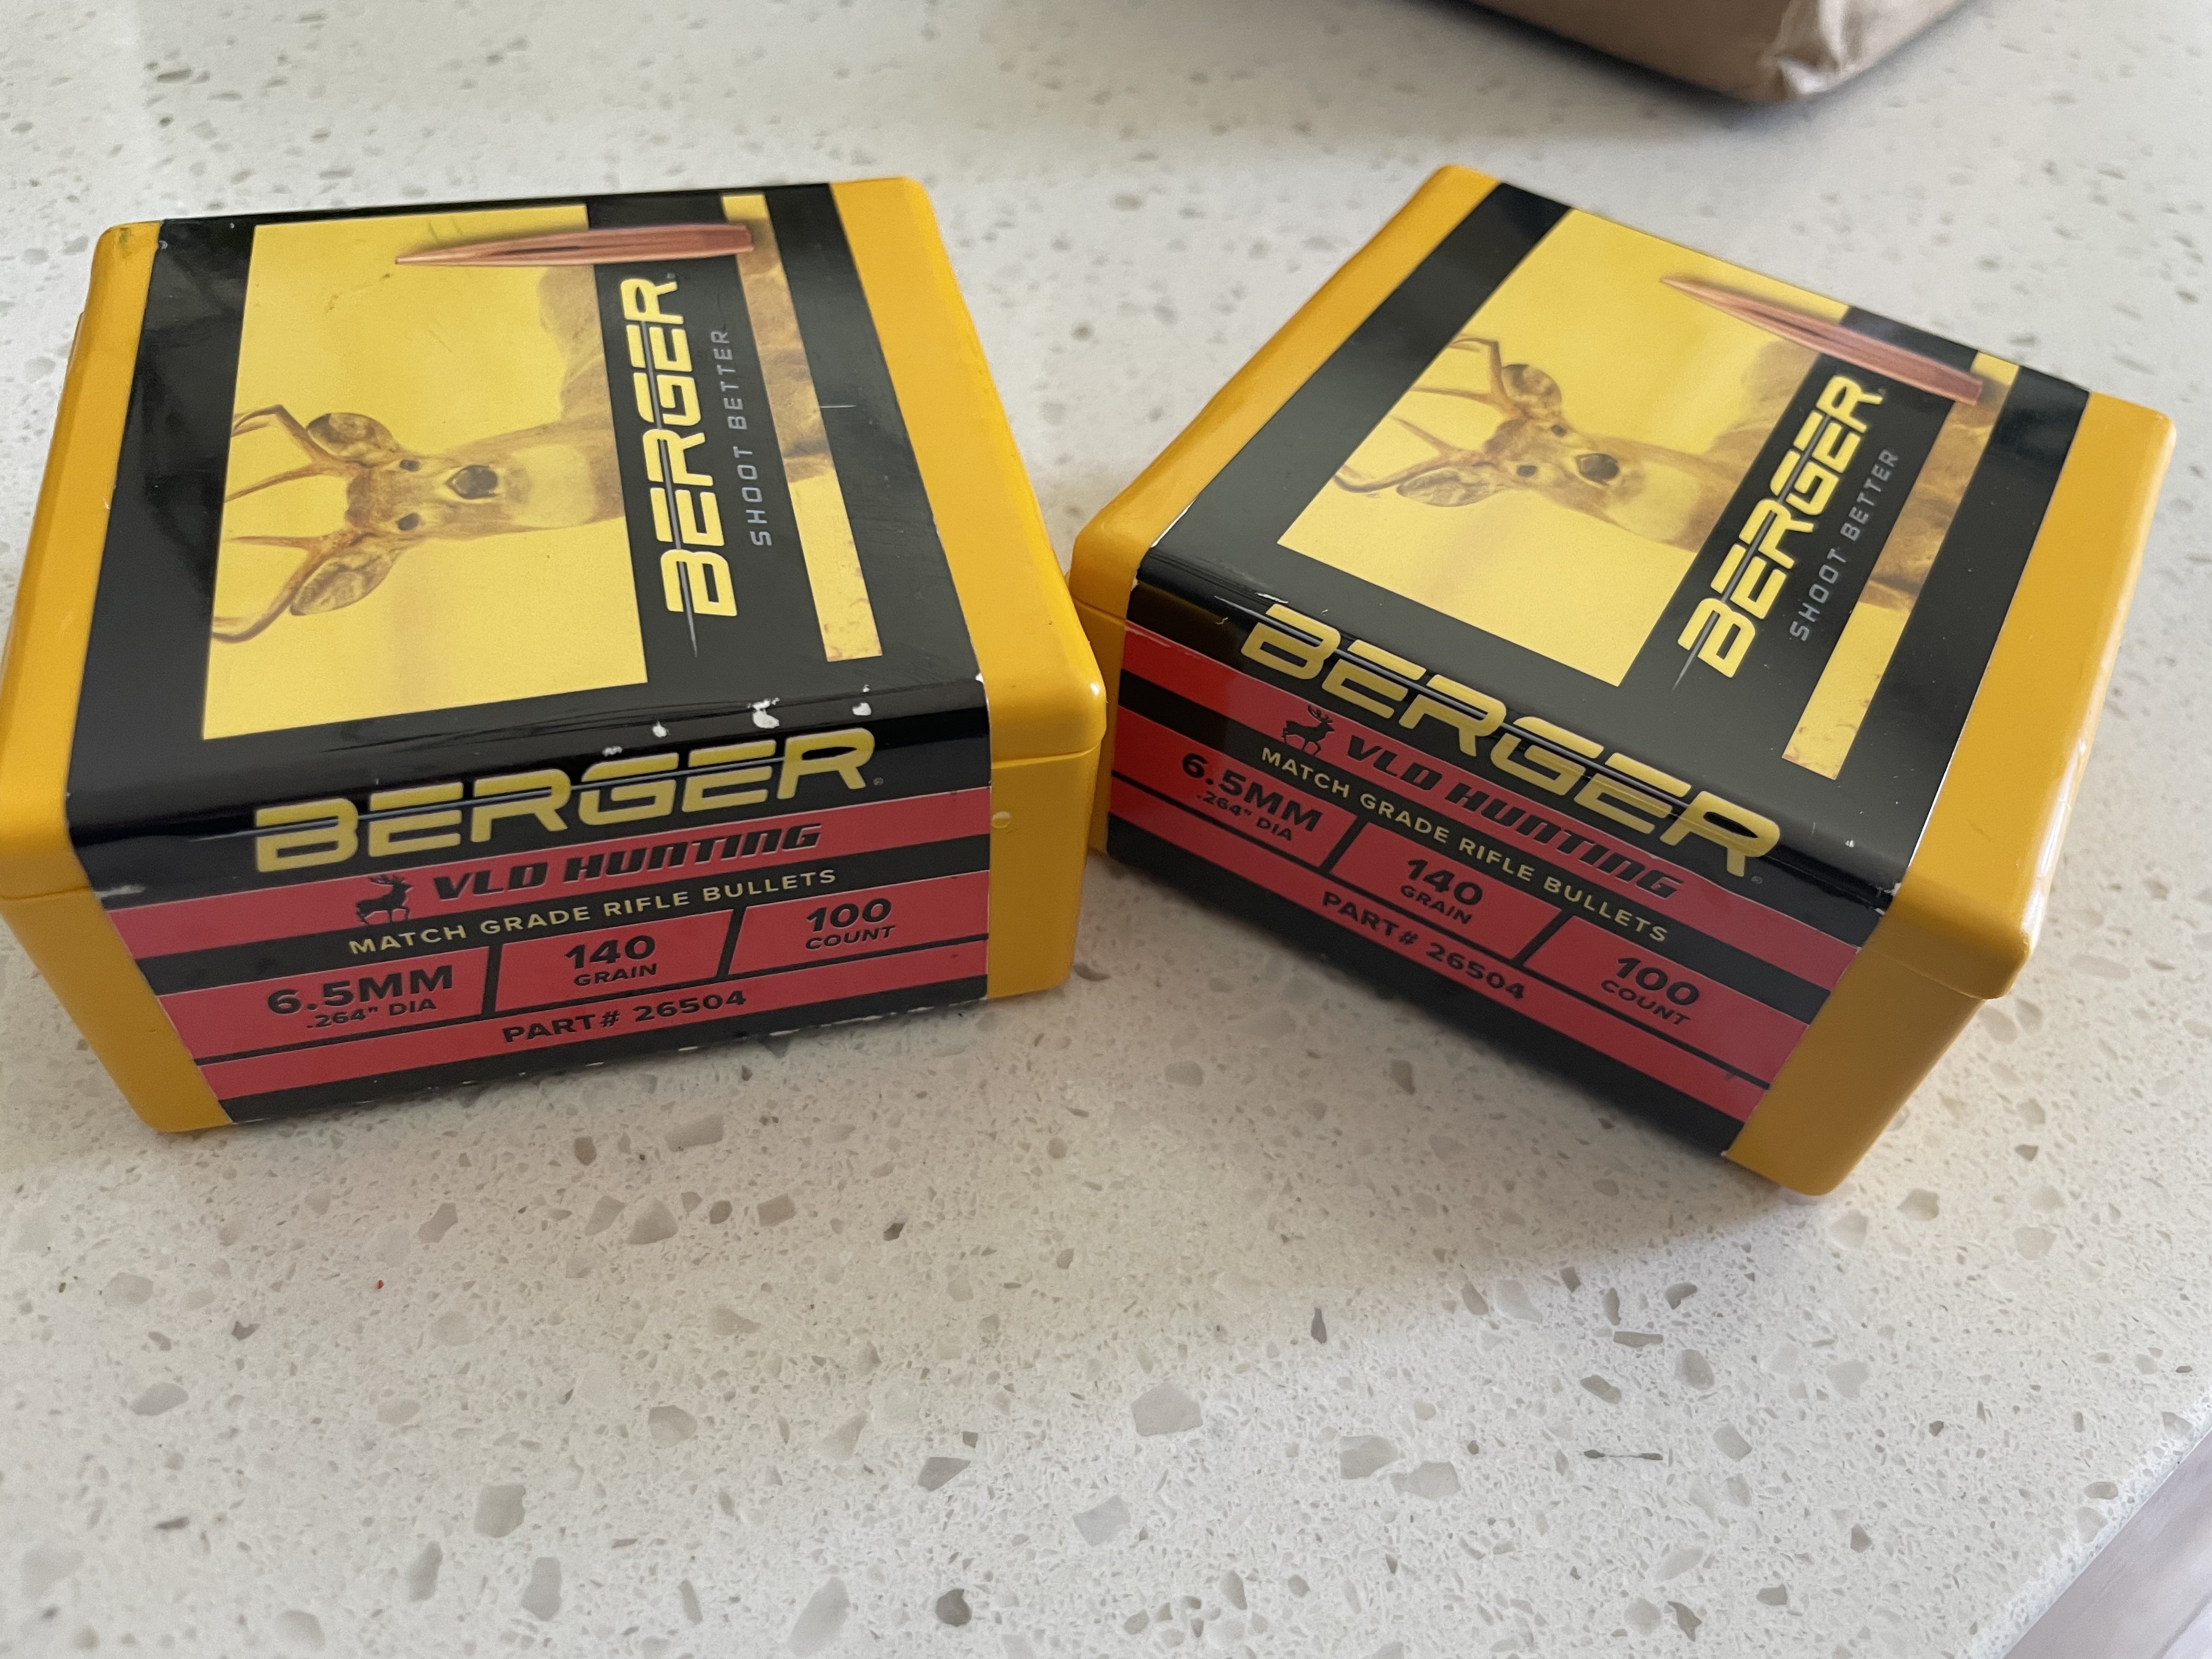 BERGER
SHOOT BETTER
BERGER
VLD HUNTING
MATCH GRADE RIFLE BULLETS
6.5MM
.264" DIA
140
GRAIN
100
COUNT
PART# 26504
BERGER
SHOOT BETTER
BERGER
VLD HUNTING
MATCH GRADE RIFLE BULLETS
6.5MM
.264" DIA
140
GRAIN
100
COUNT
PART# 26504